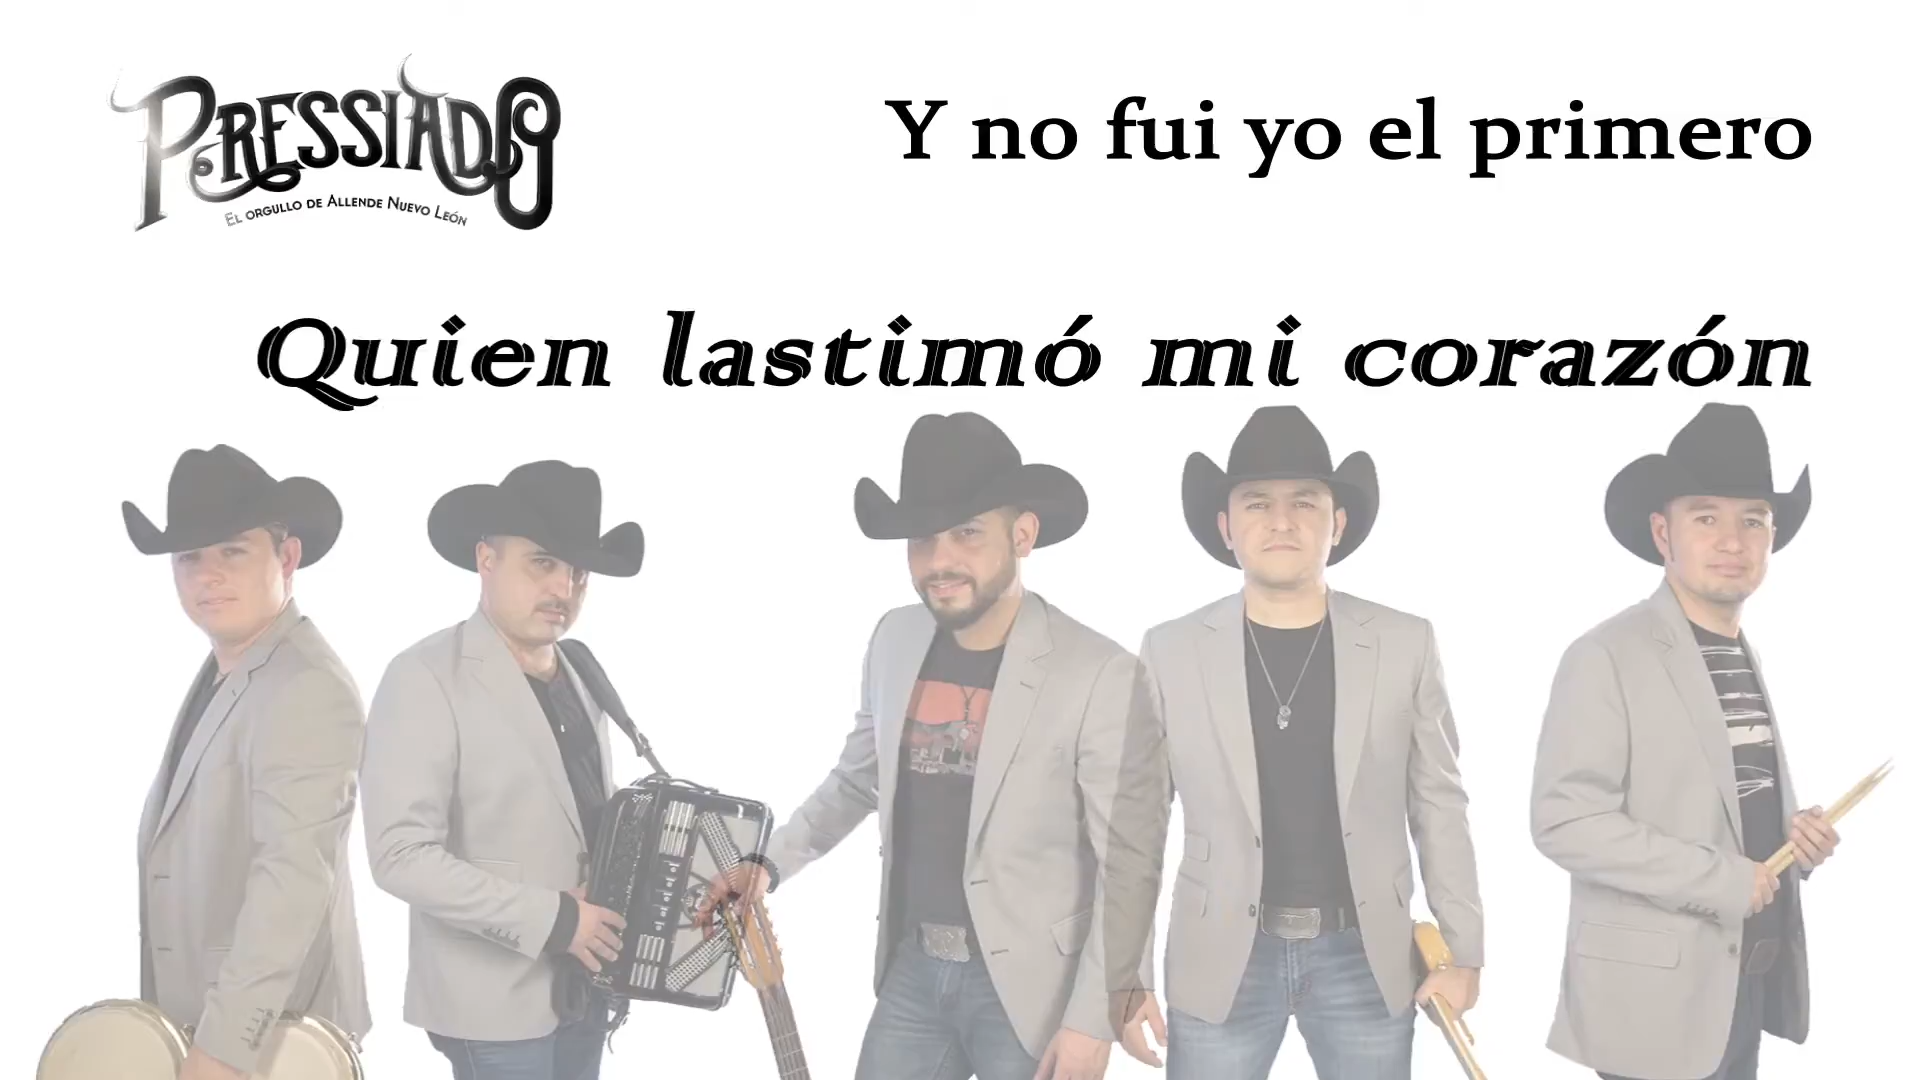 PRESSIADO
EL ORGULLO DE ALLENDE NUEVO LEÓN
Y no fui yo el primero
Quien lastimó mi corazón